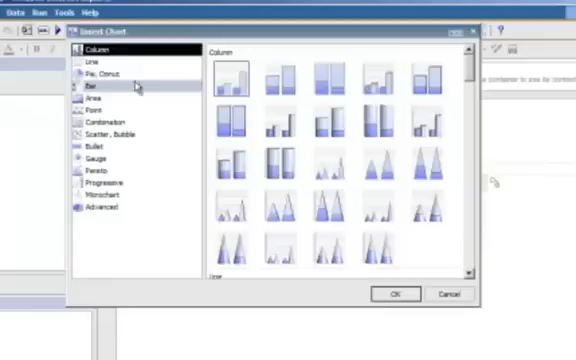 Data Run Tools Help
Insert Chart
Column
Line
Pie, Donut
Bar
Area
Point
Combination
Scatter, Bubble
Bullet
Gauge
Pareto
Progressive
Microchart
Advanced
Column
Line
OK
Cancel